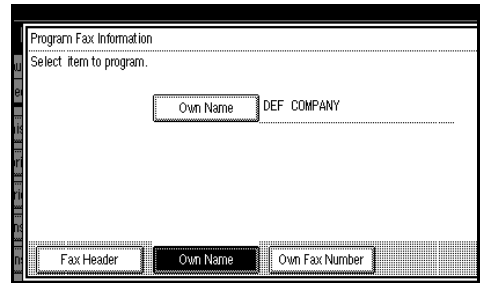 Program Fax Information
Select item to program.
Own Name DEF COMPANY
Fax Header Own Name Own Fax Number